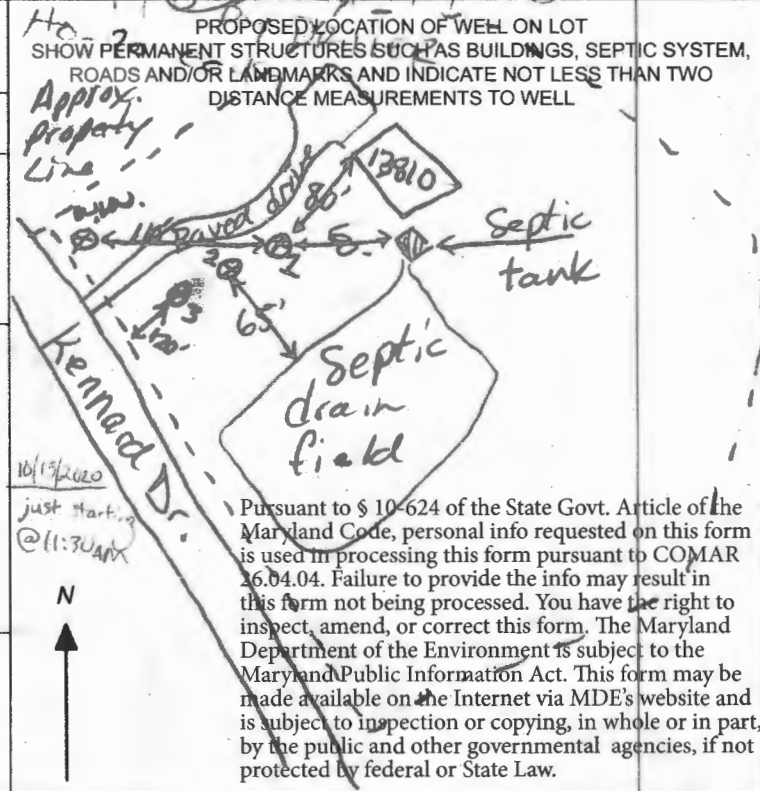 PROPOSED LOCATION OF WELL ON LOT
SHOW PERMANENT STRUCTURES SUCH AS BUILDINGS, SEPTIC SYSTEM,
ROADS AND/OR LANDMARKS AND INDICATE NOT LESS THAN TWO
DISTANCE MEASUREMENTS TO WELL
Approx.
Property
Line
13810
paved drive
80'
Septic
tank
1
2
3
65'
Septic
drain
field
Kennard Dr.
10/15/2020
just starting
@ 11:30AM
N
Pursuant to § 10-624 of the State Govt. Article of the
Maryland Code, personal info requested on this form
is used in processing this form pursuant to COMAR
26.04.04. Failure to provide the info may result in
this form not being processed. You have the right to
inspect, amend, or correct this form. The Maryland
Department of the Environment is subject to the
Maryland Public Information Act. This form may be
made available on the Internet via MDE's website and
is subject to inspection or copying, in whole or in part,
by the public and other governmental agencies, if not
protected by federal or State Law.